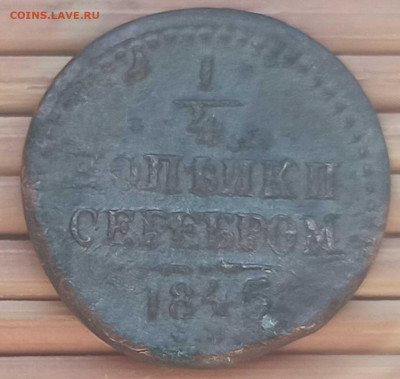 COINS.LAVE.RU
1
4
КОПѢЙКИ
СЕРЕБРОМ